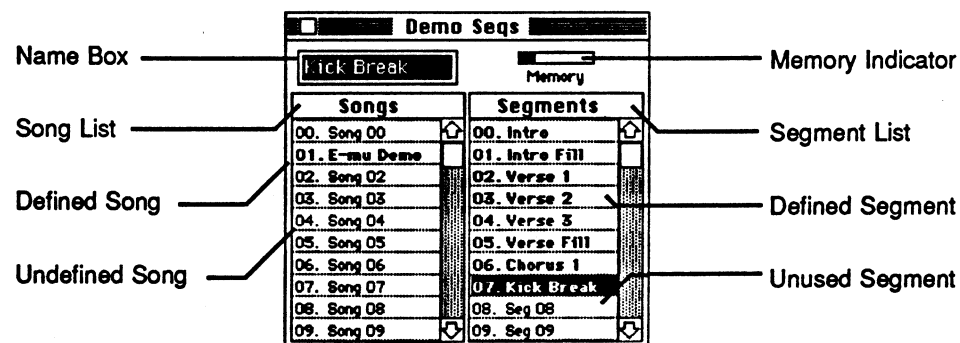 Demo Seqs
Name Box
Kick Break
Memory
Memory Indicator
Songs
Segments
Song List
Segment List
00. Song 00
01. E-mu Demo
02. Song 02
03. Song 03
04. Song 04
05. Song 05
06. Song 06
07. Song 07
08. Song 08
09. Song 09
00. Intro
01. Intro Fill
02. Verse 1
03. Verse 2
04. Verse 3
05. Verse Fill
06. Chorus 1
07. Kick Break
08. Seg 08
09. Seg 09
Defined Song
Defined Segment
Undefined Song
Unused Segment